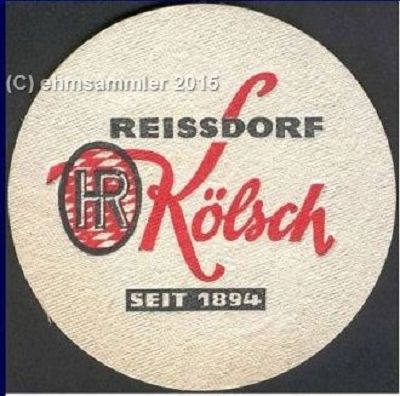 (C) ehmsammler 2015
REISSDORF
HR
Kölsch
SEIT 1894